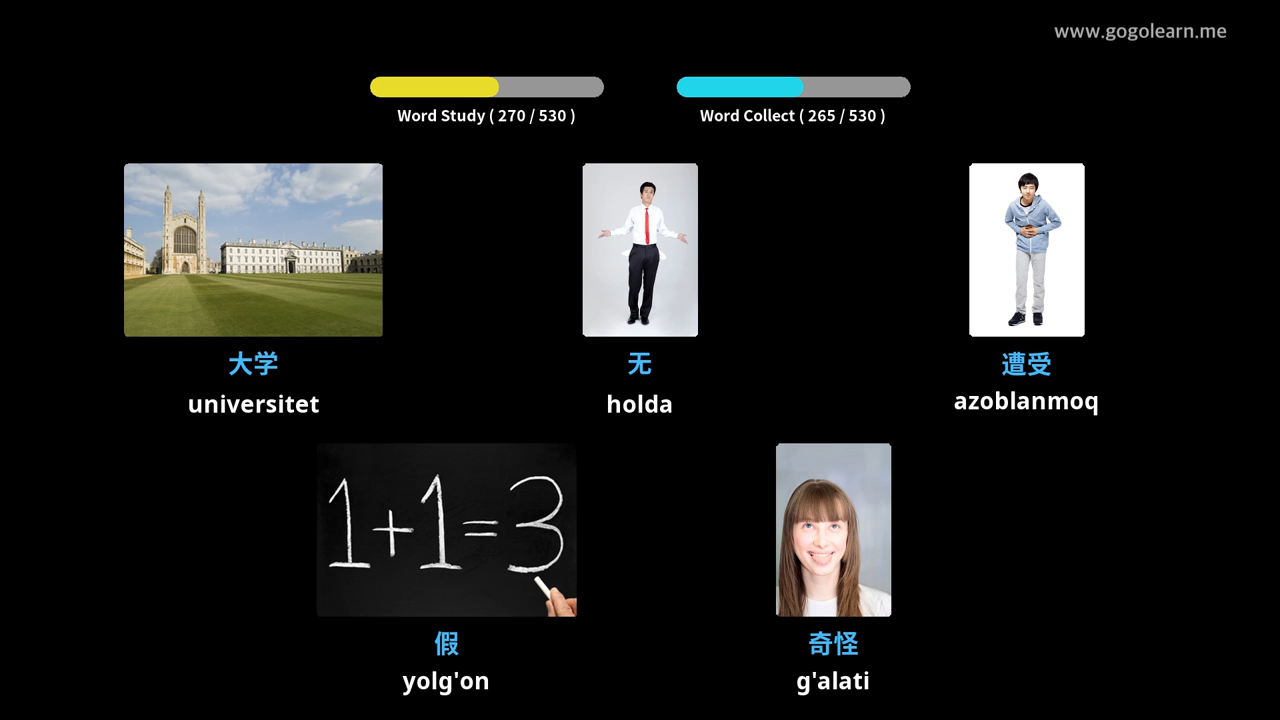 www.gogolearn.me
Word Study ( 270 / 530 )
Word Collect ( 265 / 530 )
大学
无
遭受
universitet
holda
azoblanmoq
1+1=3
假
奇怪
yolg'on
g'alati